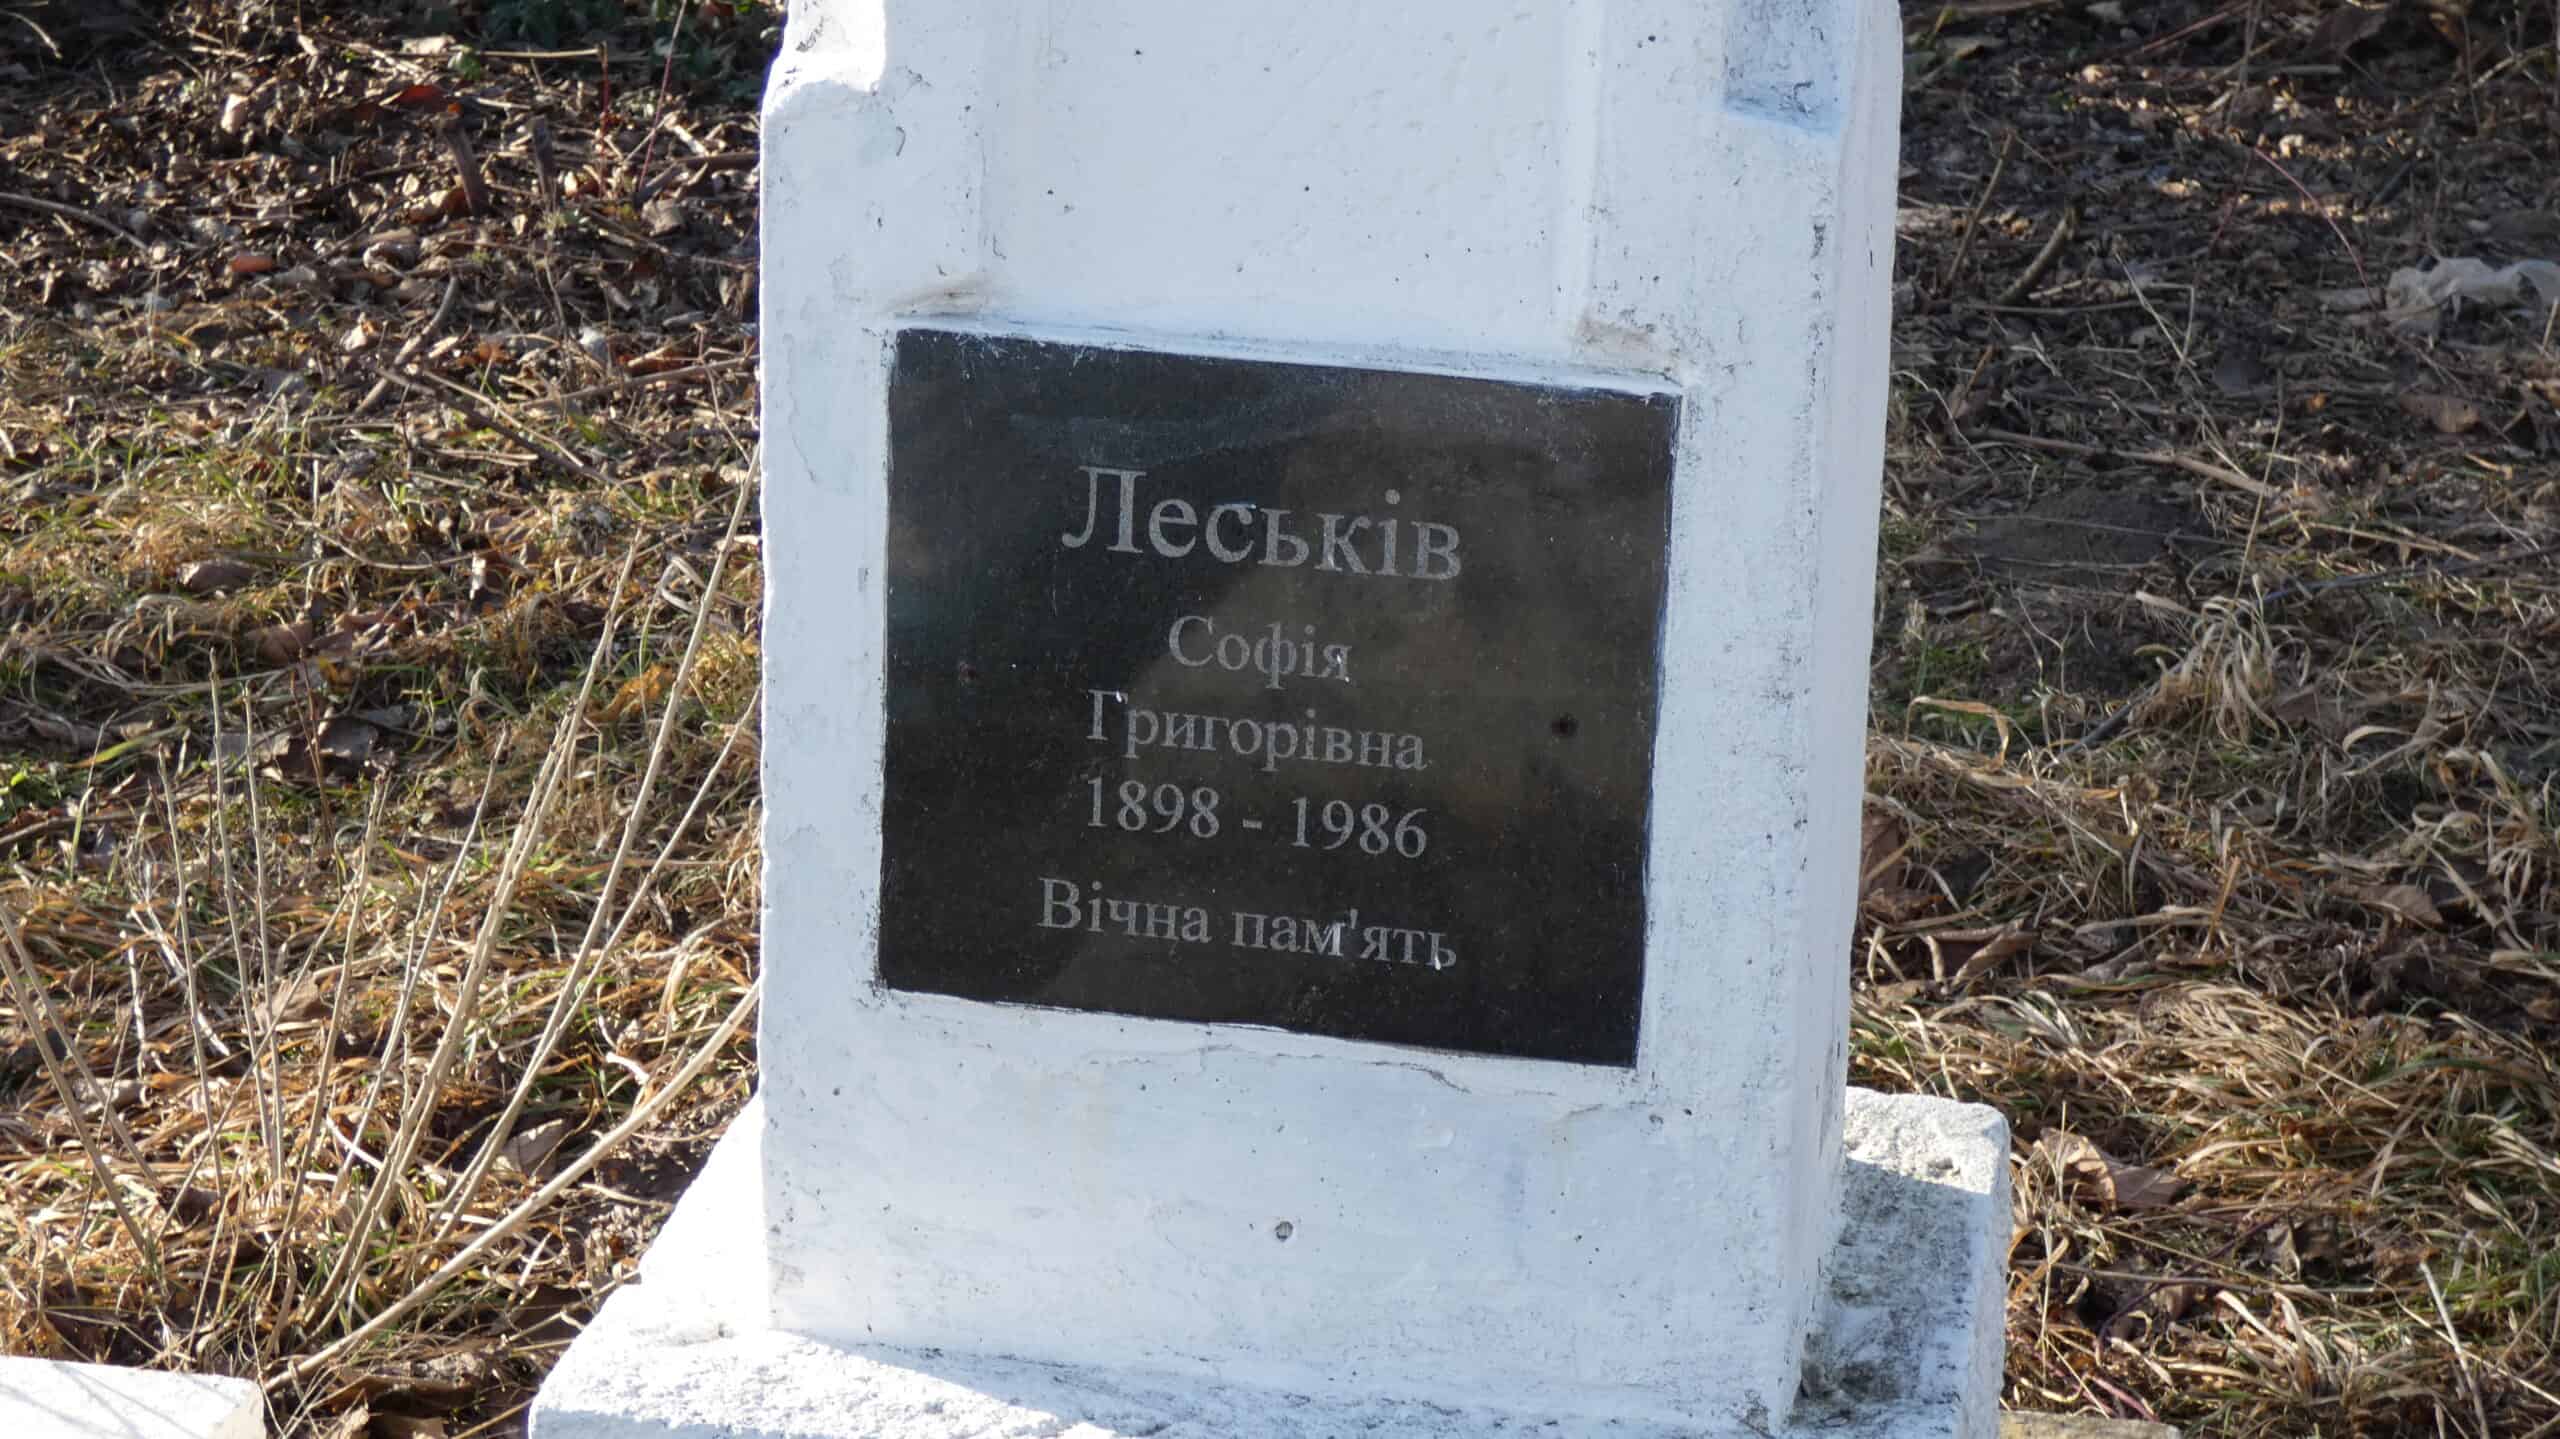 Леськів
Софія
Григорівна
1898 - 1986
Вічна пам'ять